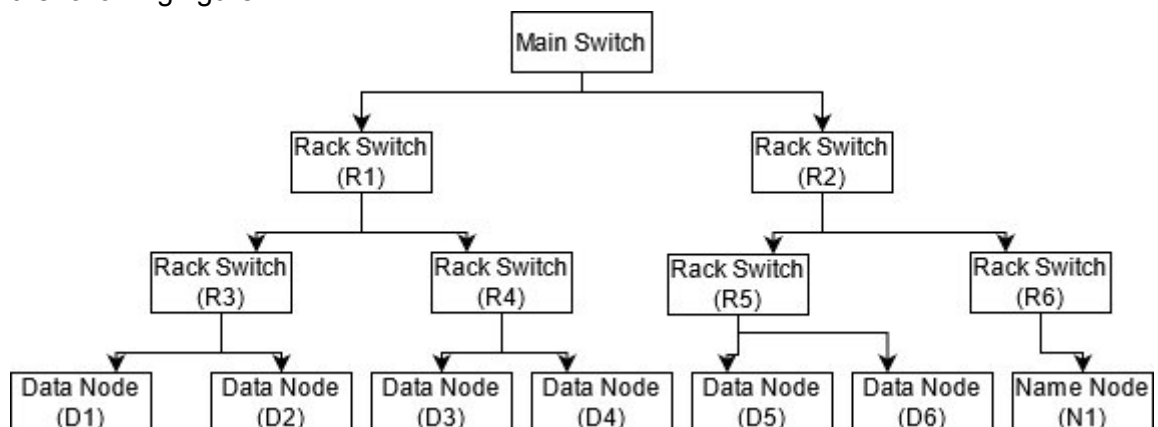 Main Switch
Rack Switch
(R1)
Rack Switch
(R2)
Rack Switch
(R3)
Rack Switch
(R4)
Rack Switch
(R5)
Rack Switch
(R6)
Data Node
(D1)
Data Node
(D2)
Data Node
(D3)
Data Node
(D4)
Data Node
(D5)
Data Node
(D6)
Name Node
(N1)